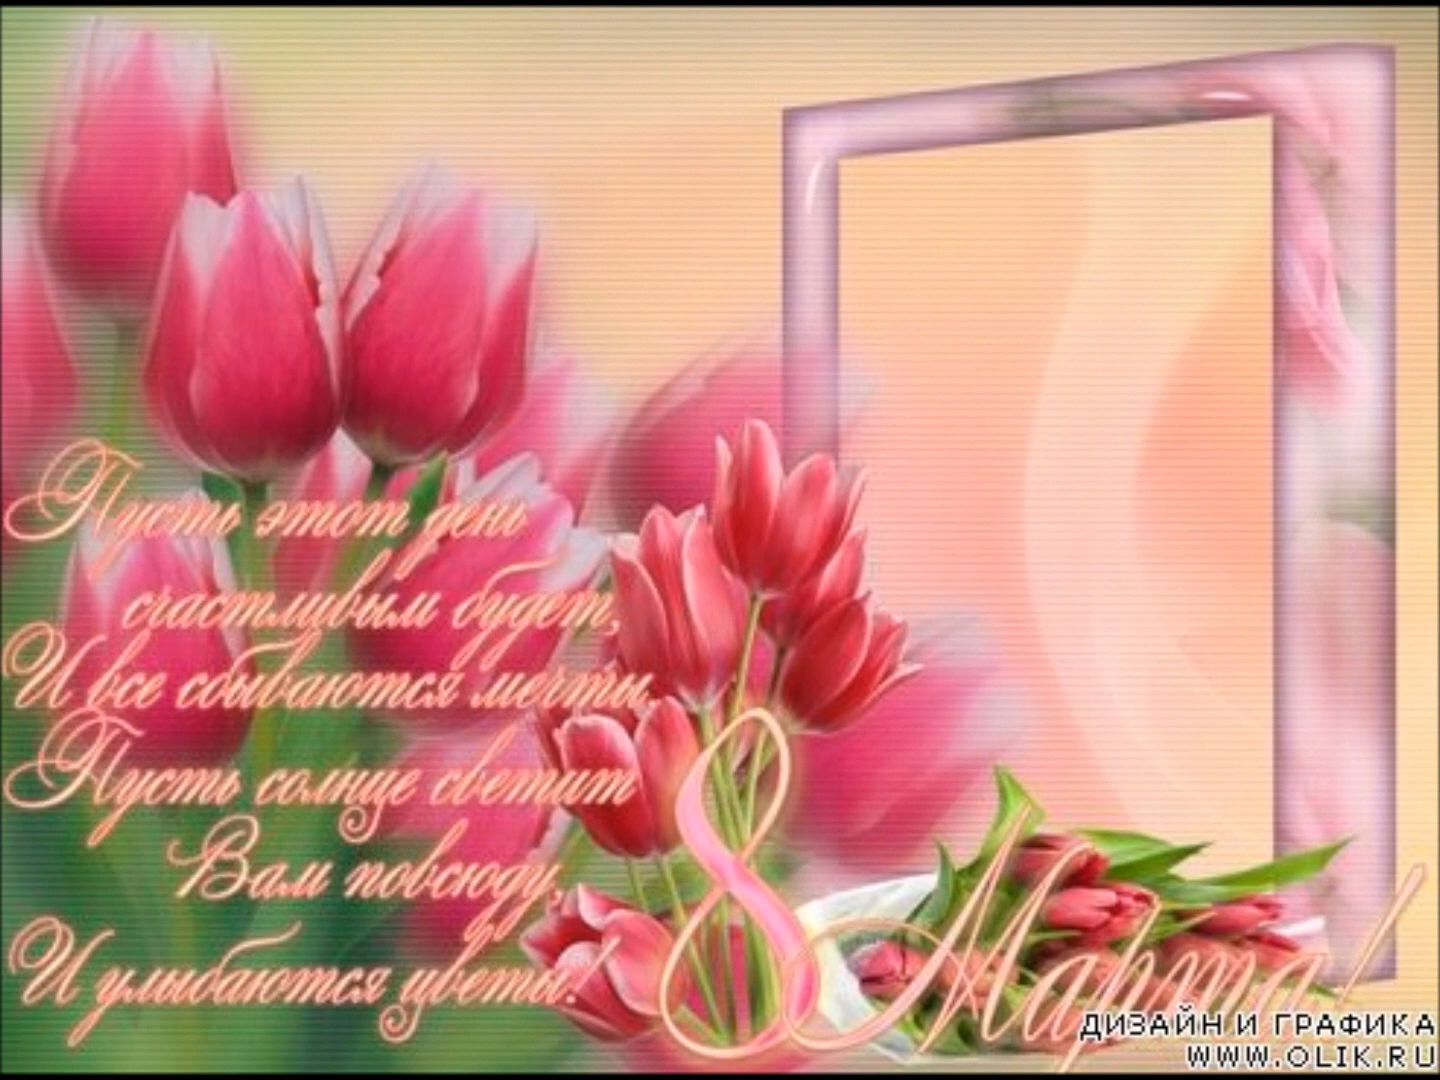 Пусть этот день
счастливым будет,
И все сбываются мечты.
Пусть солнце светит
Вам повсюду,
И улыбаются цветы!
8 Марта!
ДИЗАЙН И ГРАФИКА
WWW.OLIK.RU